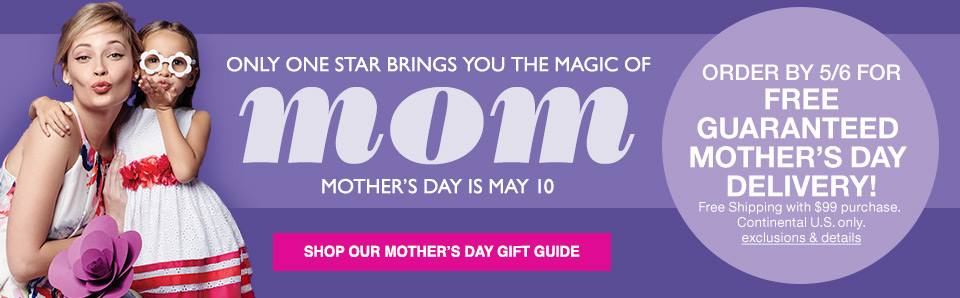 ONLY ONE STAR BRINGS YOU THE MAGIC OF
mom
MOTHER'S DAY IS MAY 10
SHOP OUR MOTHER'S DAY GIFT GUIDE
ORDER BY 5/6 FOR
FREE
GUARANTEED
MOTHER'S DAY
DELIVERY!
Free Shipping with $99 purchase.
Continental U.S. only.
exclusions & details